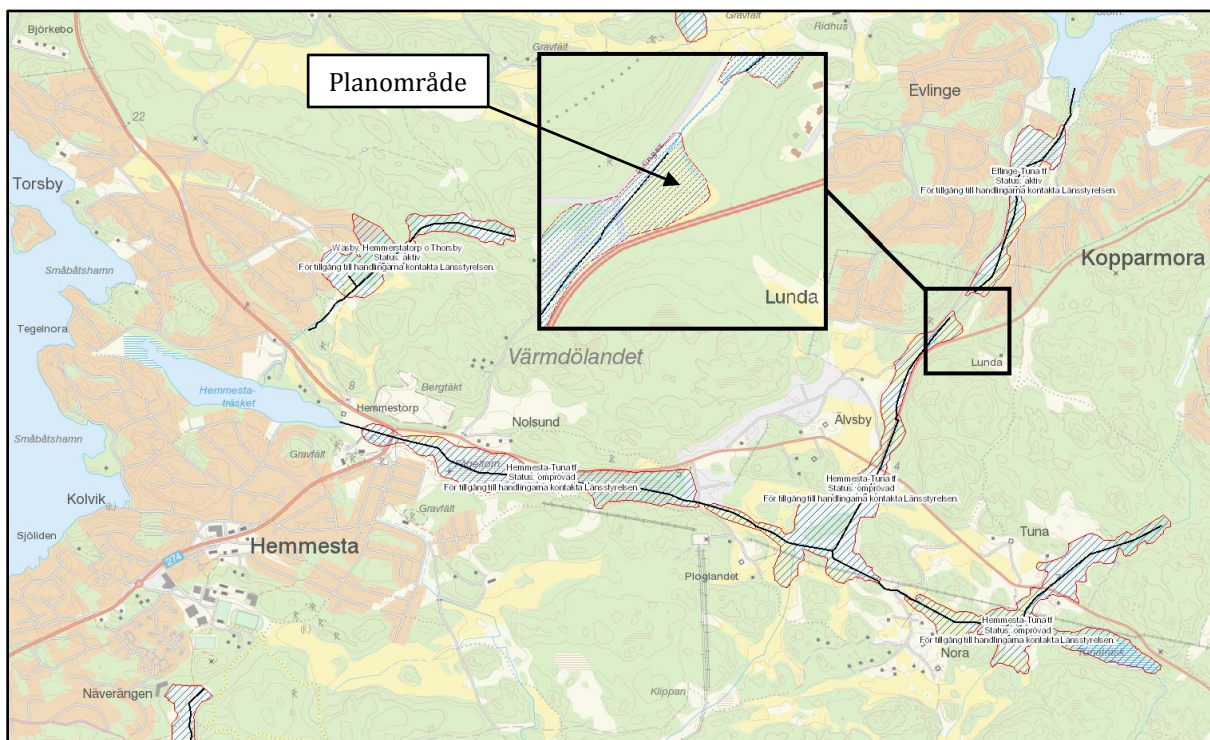 Björkebo
Gravfält
Ridhus
Planområde
Gravfält
Evlinge
22
Torsby
Eflinge-Tuna tf
Status: aktiv
För tillgång till handlingarna kontakta Länsstyrelsen.
Wäsby, Hemmerstatorp o Thorsby
Status: aktiv
För tillgång till handlingarna kontakta Länsstyrelsen.
Småbåtshamn
Kopparmora
Lunda
Tegelnora
Värmdölandet
Lunda
Bergtäkt
8
Hemmesta-
träsket
Hemmestorp
Nolsund
Älvsby
Småbåtshamn
Gravfält
Hemmesta-Tuna tf
Status: omprövad
För tillgång till handlingarna kontakta Länsstyrelsen.
4
Hemmesta-Tuna tf
Status: omprövad
För tillgång till handlingarna kontakta Länsstyrelsen.
Kolvik
Gravfält
Sjöliden
Hemmesta
Tuna
274
Ploglandet
Hemmesta-Tuna tf
Status: omprövad
För tillgång till handlingarna kontakta Länsstyrelsen.
Nora
Tunaträsk
Näverängen
Klippan